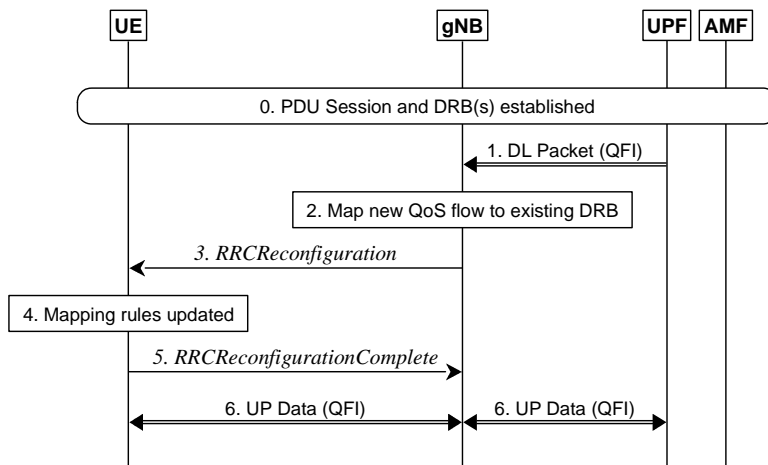 UE
gNB
UPF
AMF
0. PDU Session and DRB(s) established
1. DL Packet (QFI)
2. Map new QoS flow to existing DRB
3. RRCReconfiguration
4. Mapping rules updated
5. RRCReconfigurationComplete
6. UP Data (QFI)
6. UP Data (QFI)